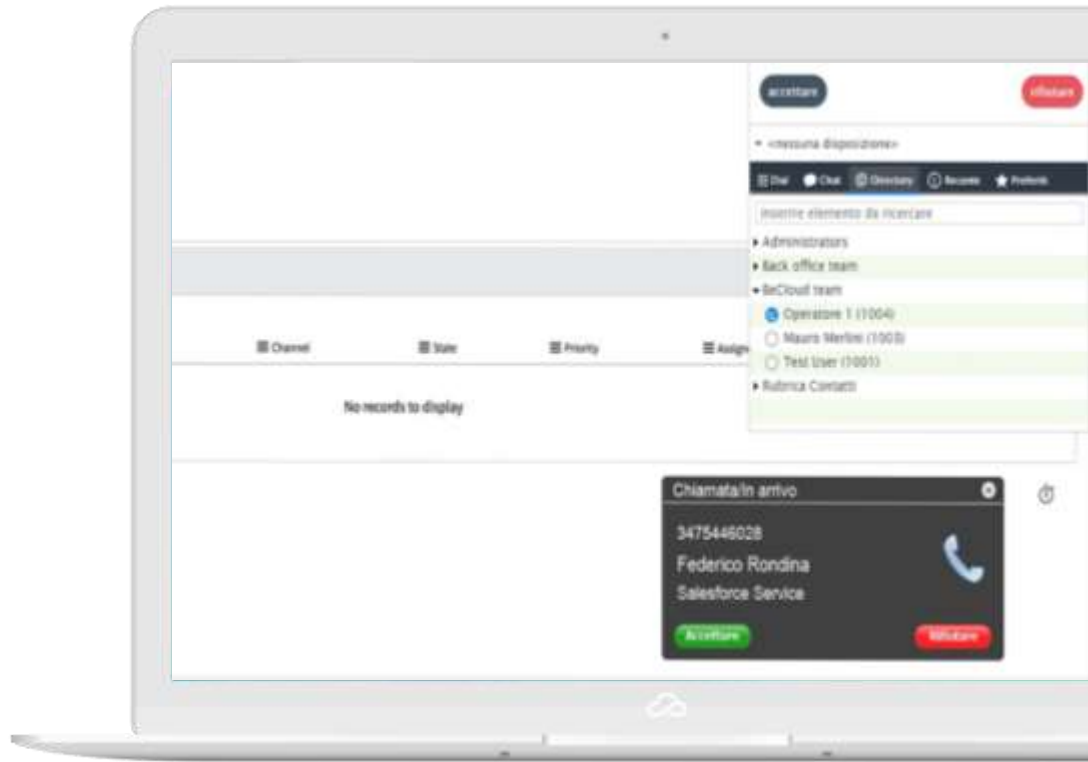 accettare
rifiutare
<nessuna disposizione>
Dial Chat Directory Recente Preferiti
Inserire elemento da ricercare
Administrators
Back office team
BeCloud team
Operatore 1 (1004)
Mauro Merlini (1003)
Test User (1001)
Rubrica Contatti
Channel State Priority Assign
No records to display
Chiamata/in arrivo
3475446028
Federico Rondina
Salesforce Service
Accettare
Rifiutare